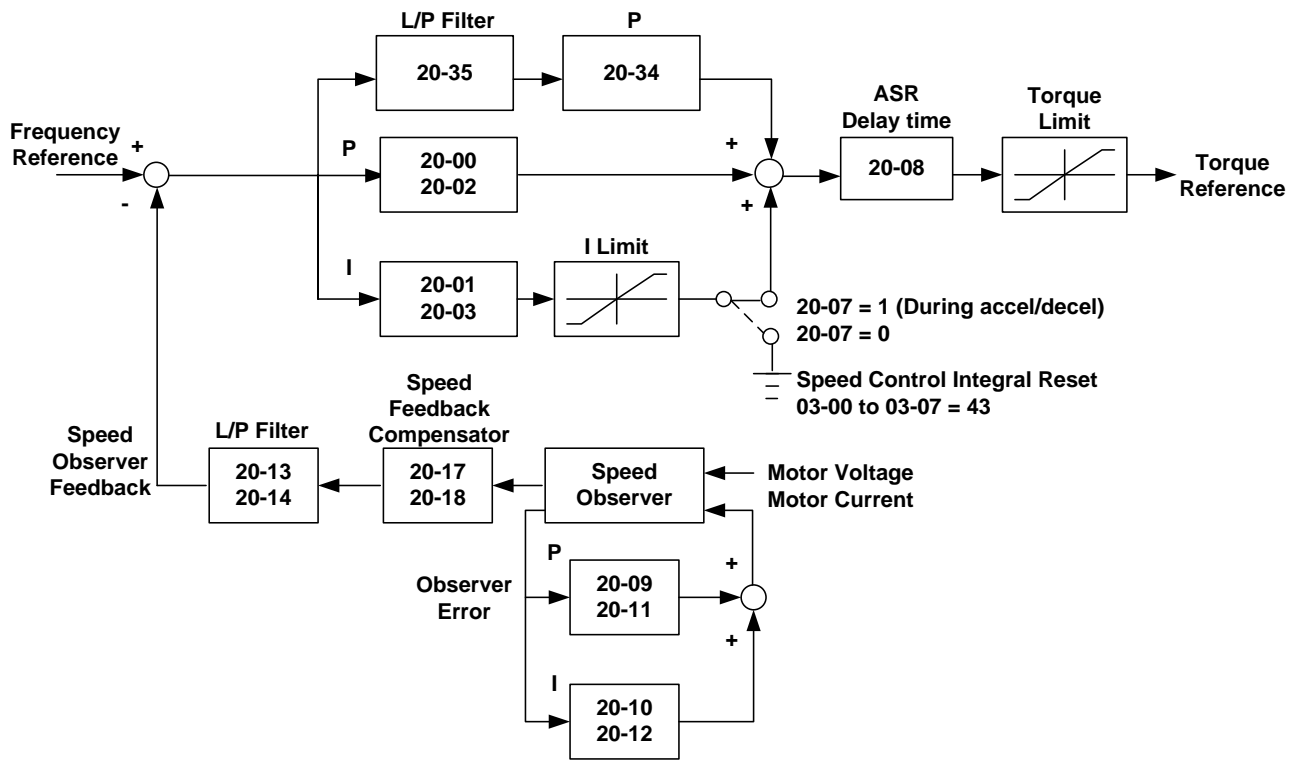 L/P Filter
P
20-35
20-34
ASR
Delay time
Torque
Limit
Frequency
Reference
+
-
P
20-00
20-02
+
+
20-08
Torque
Reference
I
20-01
20-03
I Limit
20-07 = 1 (During accel/decel)
20-07 = 0
Speed Control Integral Reset
03-00 to 03-07 = 43
Speed
Observer
Feedback
L/P Filter
20-13
20-14
Speed
Feedback
Compensator
20-17
20-18
Speed
Observer
Motor Voltage
Motor Current
Observer
Error
P
20-09
20-11
+
+
I
20-10
20-12